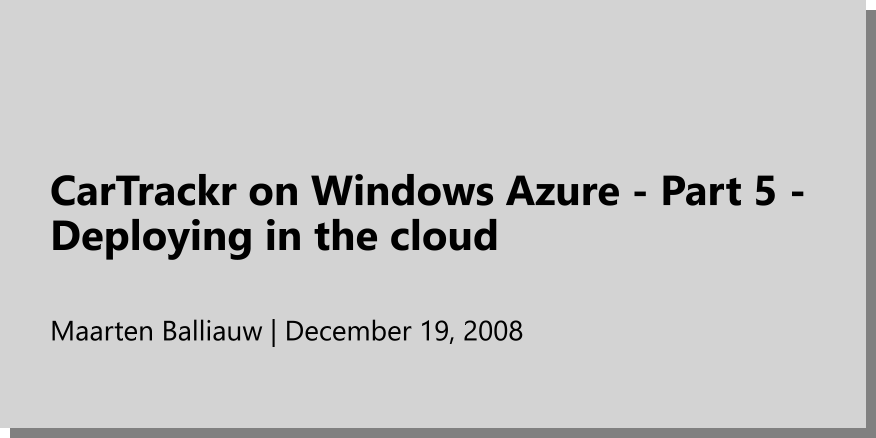 CarTrackr on Windows Azure - Part 5 -
Deploying in the cloud
Maarten Balliauw | December 19, 2008